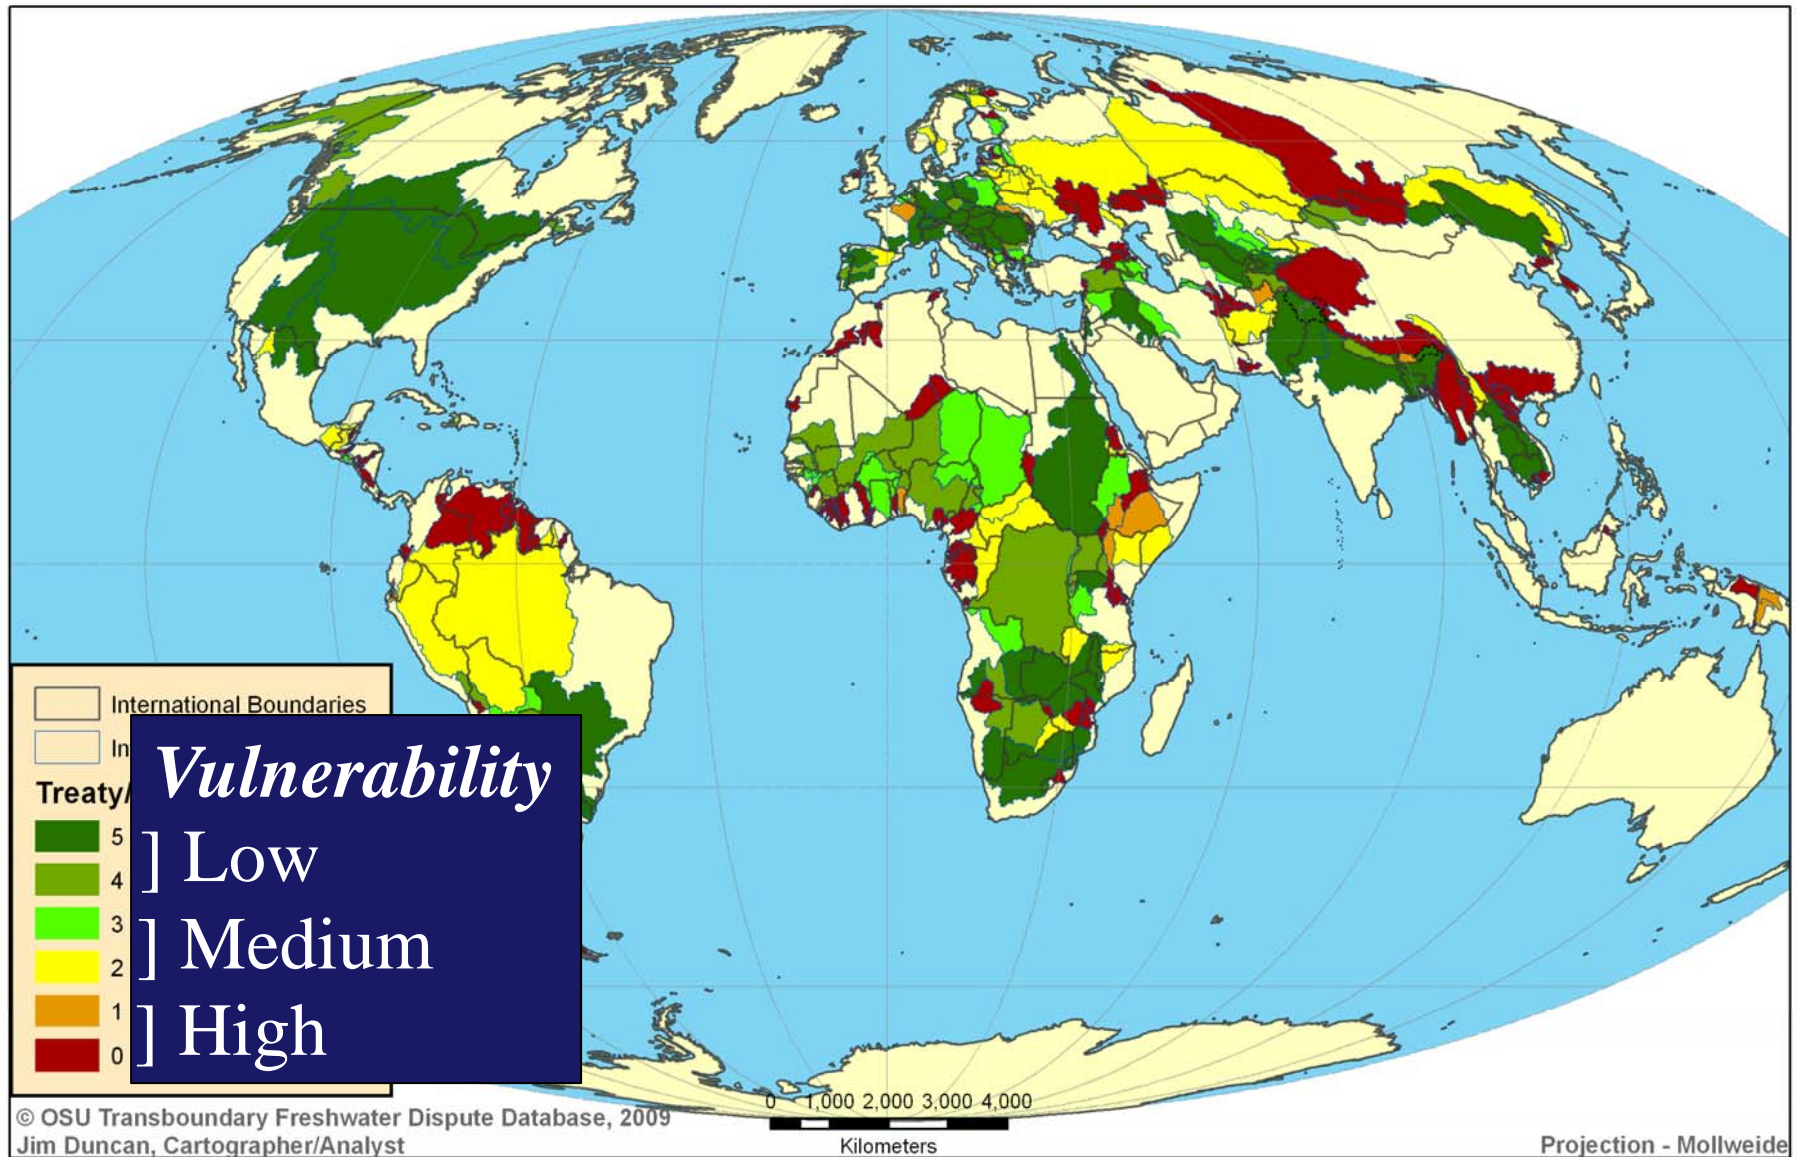 International Boundaries
In
Treaty/
Vulnerability
5
] Low
4
3
] Medium
2
1
] High
0
0 1,000 2,000 3,000 4,000
Kilometers
© OSU Transboundary Freshwater Dispute Database, 2009
Jim Duncan, Cartographer/Analyst
Projection - Mollweide